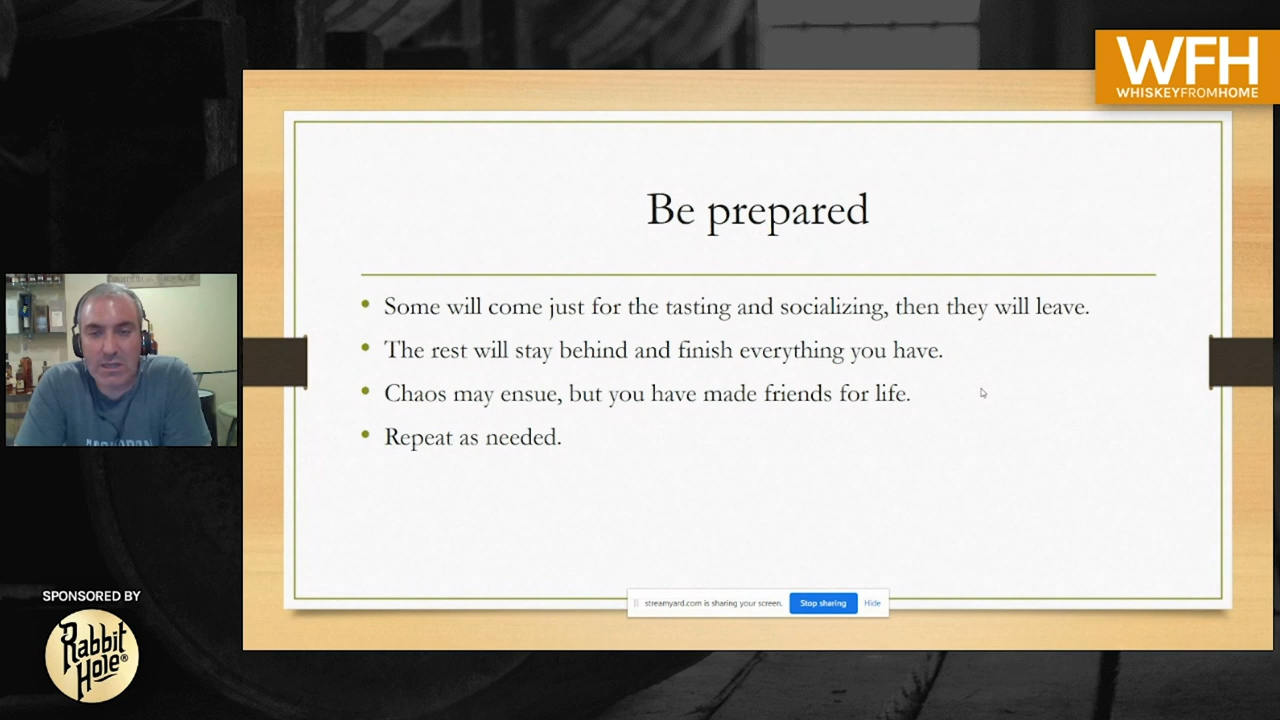 WFH
WHISKEYFROMHOME
Be prepared
Some will come just for the tasting and socializing, then they will leave.
The rest will stay behind and finish everything you have.
Chaos may ensue, but you have made friends for life.
Repeat as needed.
streamyard.com is sharing your screen.
Stop sharing
Hide
SPONSORED BY
Rabbit
Hole®